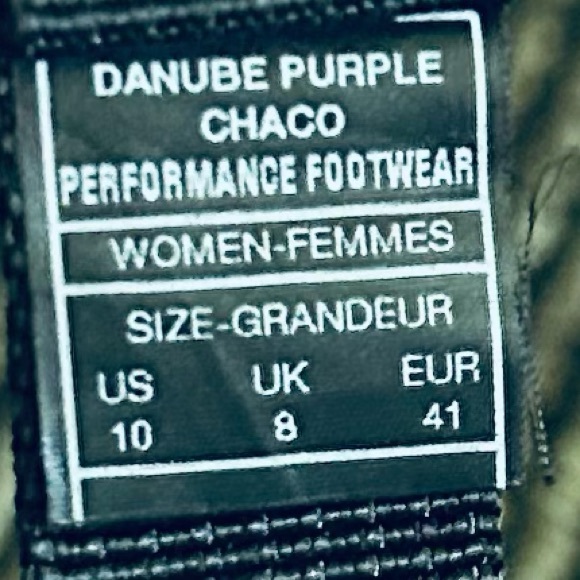 DANUBE PURPLE
CHACO
PERFORMANCE FOOTWEAR
WOMEN-FEMMES
SIZE-GRANDEUR
US UK EUR
10 8 41